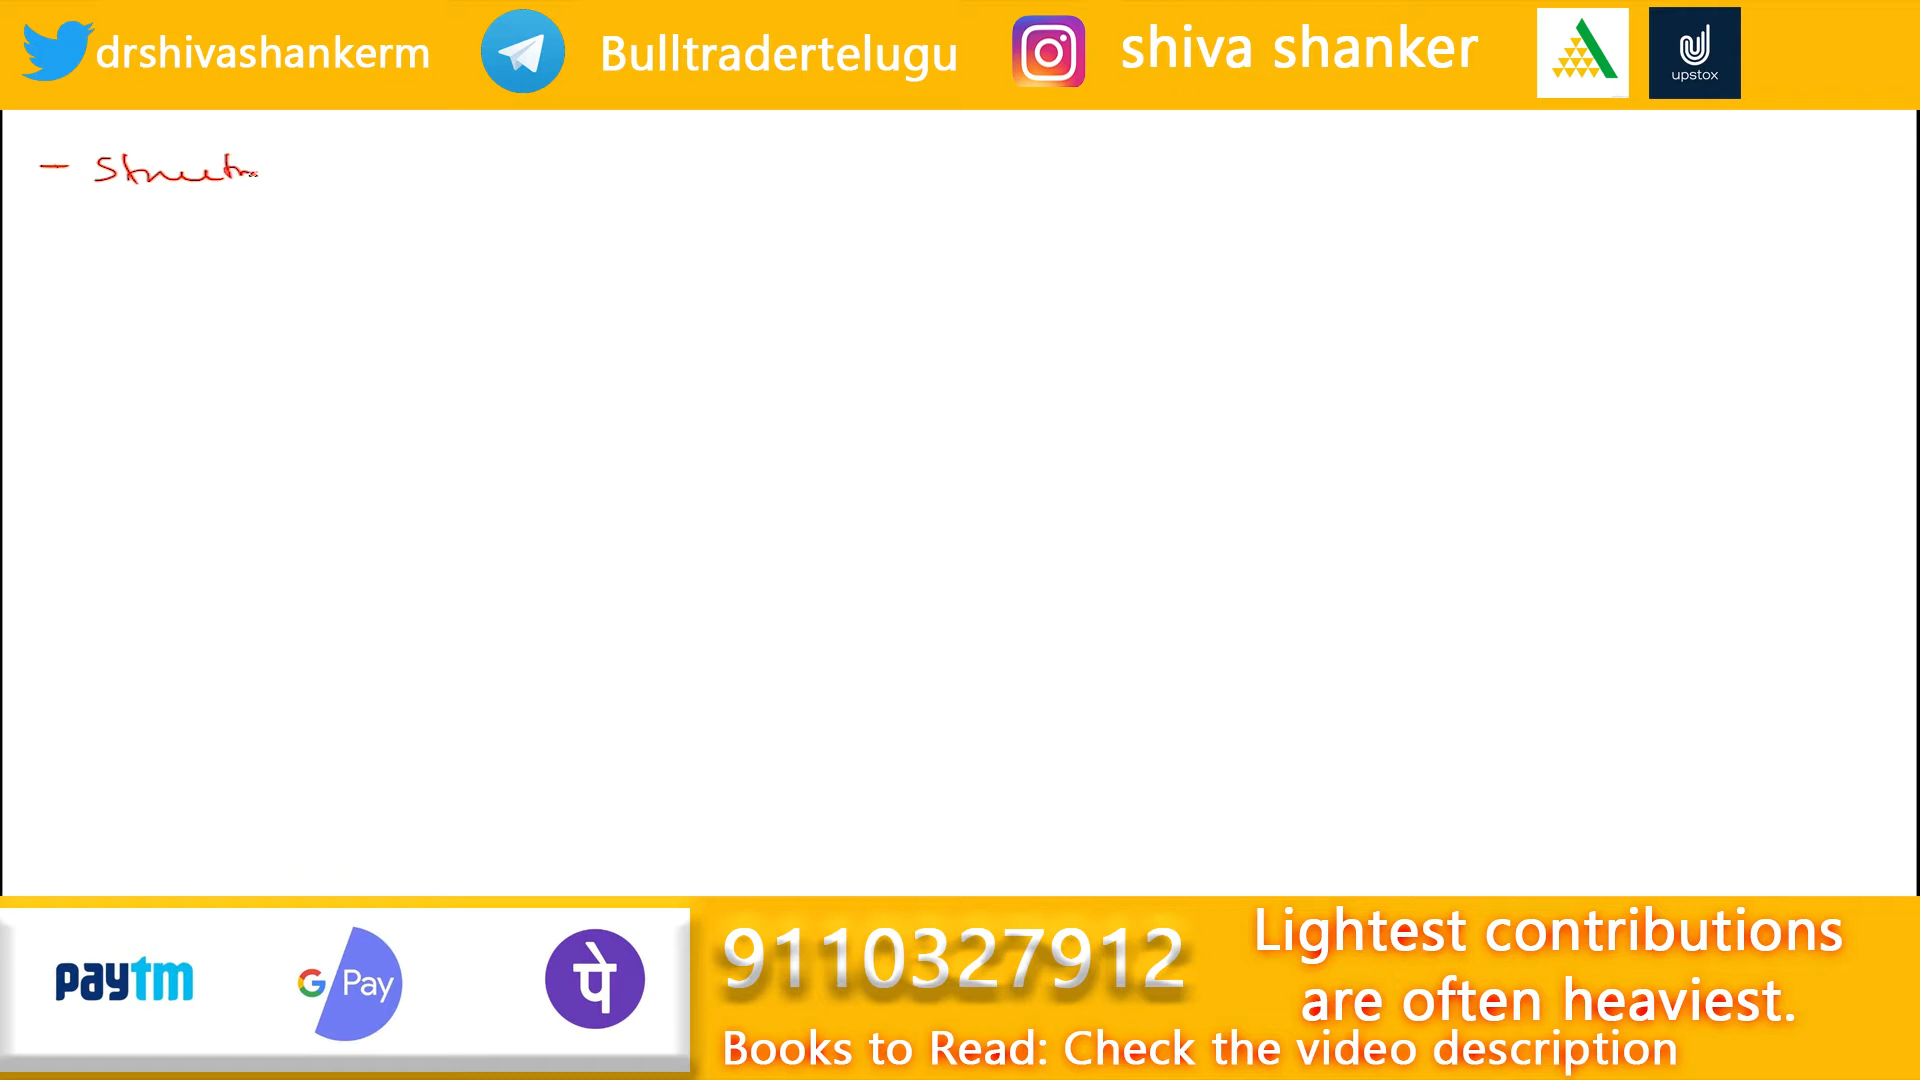 drshivashankerm Bulltradertelugu shiva shanker upstox
-
paytm G Pay पे 9110327912 Lightest contributions
are often heaviest.
Books to Read: Check the video description